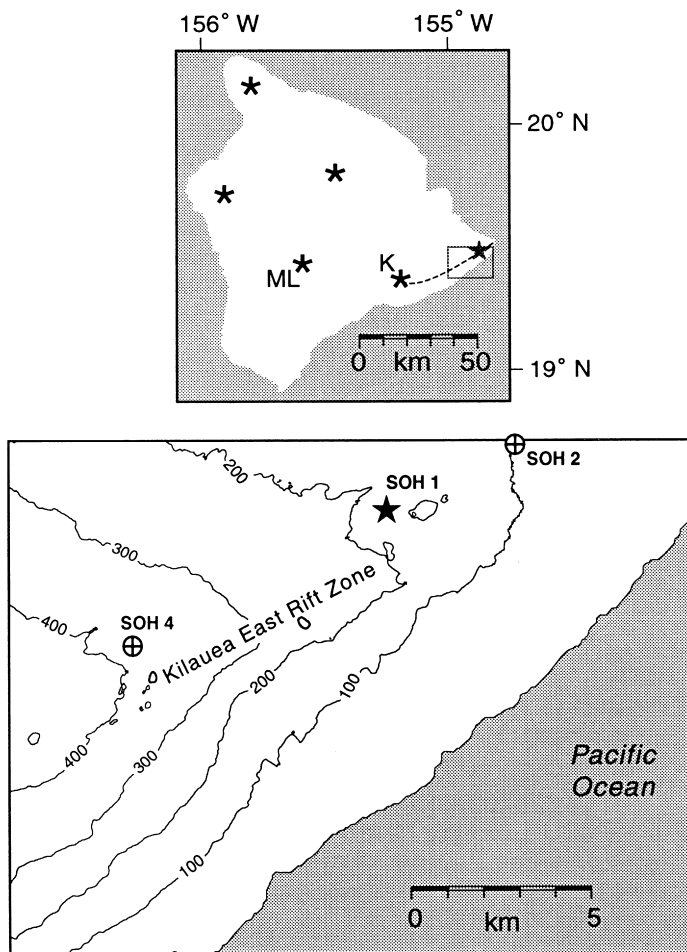 156° W
155° W
20° N
K
ML
0 km 50
19° N
200
SOH 2
SOH 1
300
400
SOH 4
Kilauea East Rift Zone
200
100
400
300
Pacific
Ocean
100
0 km 5